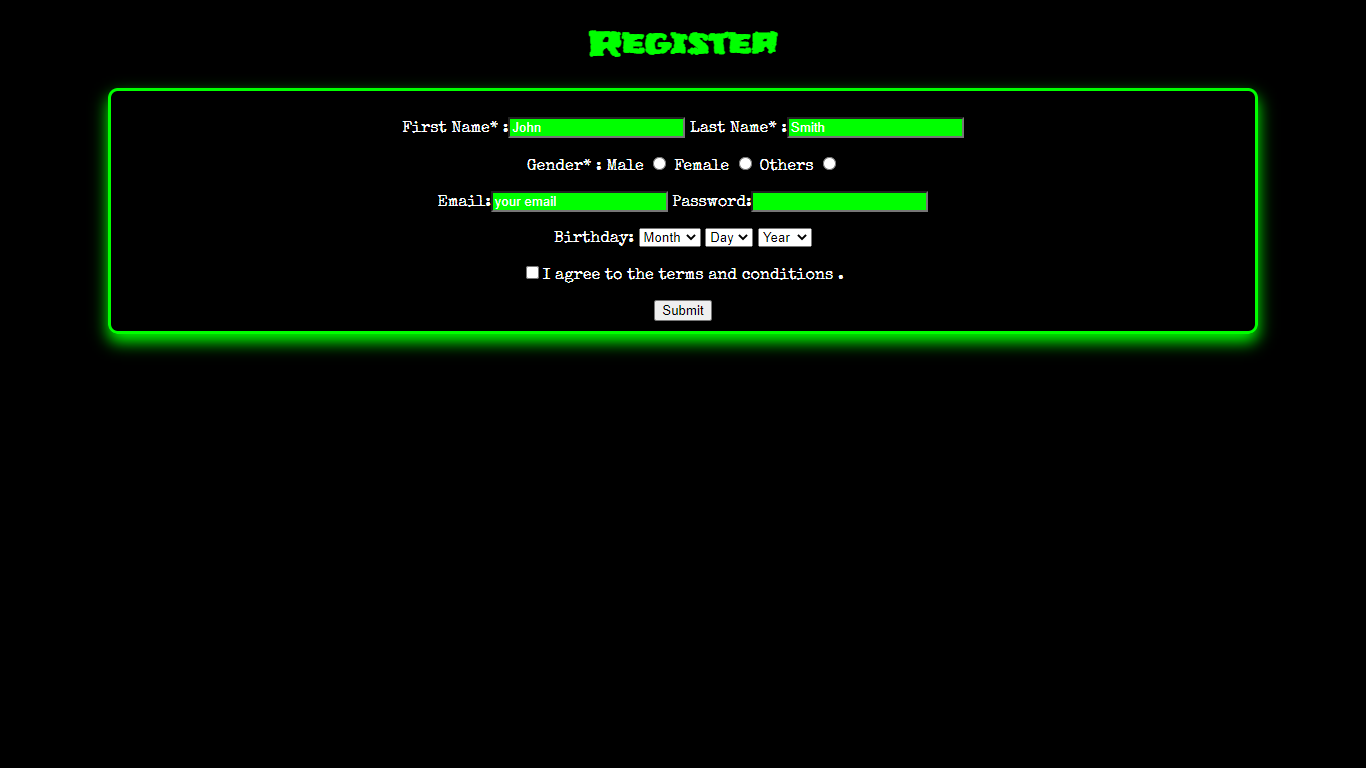 Register
First Name* : John Last Name* : Smith
Gender* : Male Female Others
Email: your email Password:
Birthday: Month Day Year
I agree to the terms and conditions .
Submit